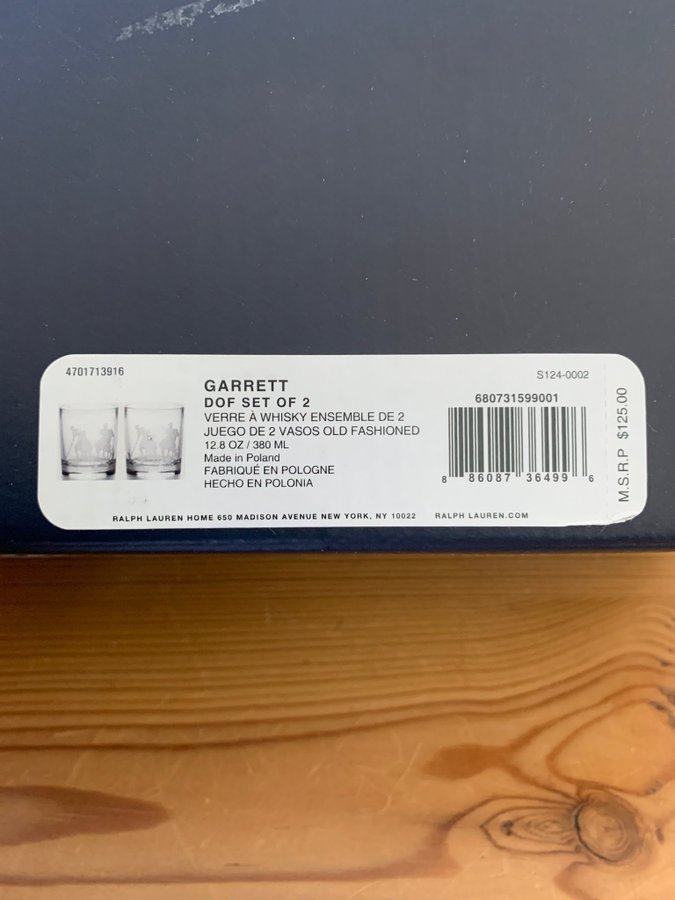 4701713916
S124-0002
GARRETT
DOF SET OF 2
VERRE À WHISKY ENSEMBLE DE 2
JUEGO DE 2 VASOS OLD FASHIONED
12.8 OZ / 380 ML
Made in Poland
FABRIQUÉ EN POLOGNE
HECHO EN POLONIA
680731599001
8 86087 36499 6
M.S.R.P $125.00
RALPH LAUREN HOME 650 MADISON AVENUE NEW YORK, NY 10022 RALPH LAUREN.COM